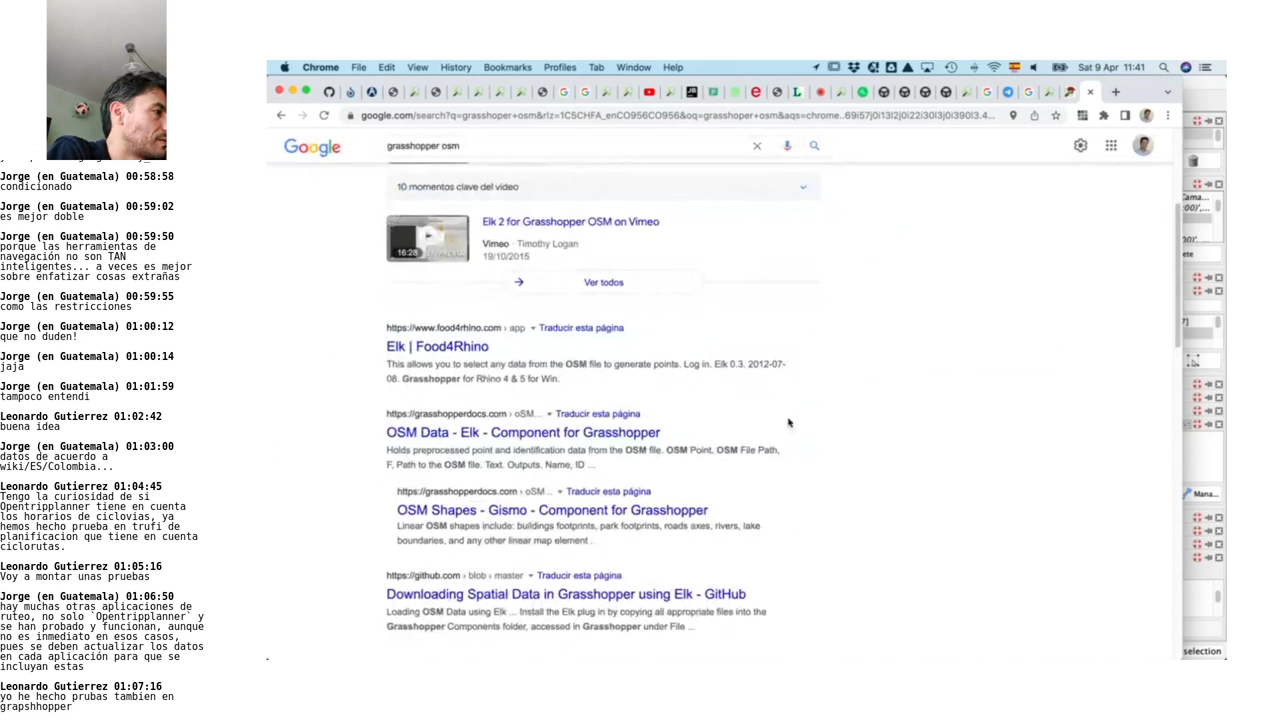 Jorge (en Guatemala) 00:58:58
condicionado
Jorge (en Guatemala) 00:59:02
es mejor doble
Jorge (en Guatemala) 00:59:50
porque las herramientas de
navegación no son TAN
inteligentes... a veces es mejor
sobre enfatizar cosas extrañas
Jorge (en Guatemala) 00:59:55
como las restricciones
Jorge (en Guatemala) 01:00:12
que no duden!
Jorge (en Guatemala) 01:00:14
jaja
Jorge (en Guatemala) 01:01:59
tampoco entendi
Leonardo Gutierrez 01:02:42
buena idea
Jorge (en Guatemala) 01:03:00
datos de acuerdo a
wiki/ES/Colombia...
Leonardo Gutierrez 01:04:45
Tengo la curiosidad de si
Opentripplanner tiene en cuenta
los horarios de ciclovias, ya
hemos hecho prueba en trufi de
planificacion que tiene en cuenta
ciclorutas.
Leonardo Gutierrez 01:05:16
Voy a montar unas pruebas
Jorge (en Guatemala) 01:06:50
hay muchas otras aplicaciones de
ruteo, no solo `Opentripplanner` y
se han probado y funcionan, aunque
no es inmediato en esos casos,
pues se deben actualizar los datos
en cada aplicación para que se
incluyan estas
Leonardo Gutierrez 01:07:16
yo he hecho prubas tambien en
grapshhopper
Chrome File Edit View History Bookmarks Profiles Tab Window Help
Sat 9 Apr 11:41
google.com/search?q=grasshoper+osm&rlz=1C5CHFA_enCO956CO956&oq=grasshoper+osm&aqs=chrome..69i57j0i13l2j0i22i30l3j0i390l3.4...
Google
grasshopper osm
10 momentos clave del video
Elk 2 for Grasshopper OSM on Vimeo
Vimeo · Timothy Logan
16:28
19/10/2015
Ver todos
https://www.food4rhino.com › app Traducir esta página
Elk | Food4Rhino
This allows you to select any data from the OSM file to generate points. Log in. Elk 0.3. 2012-07-
08. Grasshopper for Rhino 4 & 5 for Win.
https://grasshopperdocs.com › oSM... Traducir esta página
OSM Data - Elk - Component for Grasshopper
Holds preprocessed point and identification data from the OSM file. OSM Point. OSM File Path,
F, Path to the OSM file. Text. Outputs. Name, ID ...
https://grasshopperdocs.com › oSM... Traducir esta página
OSM Shapes - Gismo - Component for Grasshopper
Linear OSM shapes include: buildings footprints, park footprints, roads axes, rivers, lake
boundaries, and any other linear map element .
https://github.com › blob › master Traducir esta página
Downloading Spatial Data in Grasshopper using Elk - GitHub
Loading OSM Data using Elk ... Install the Elk plug in by copying all appropriate files into the
Grasshopper Components folder, accessed in Grasshopper under File ...
Cama...
ete
Mana...
selection